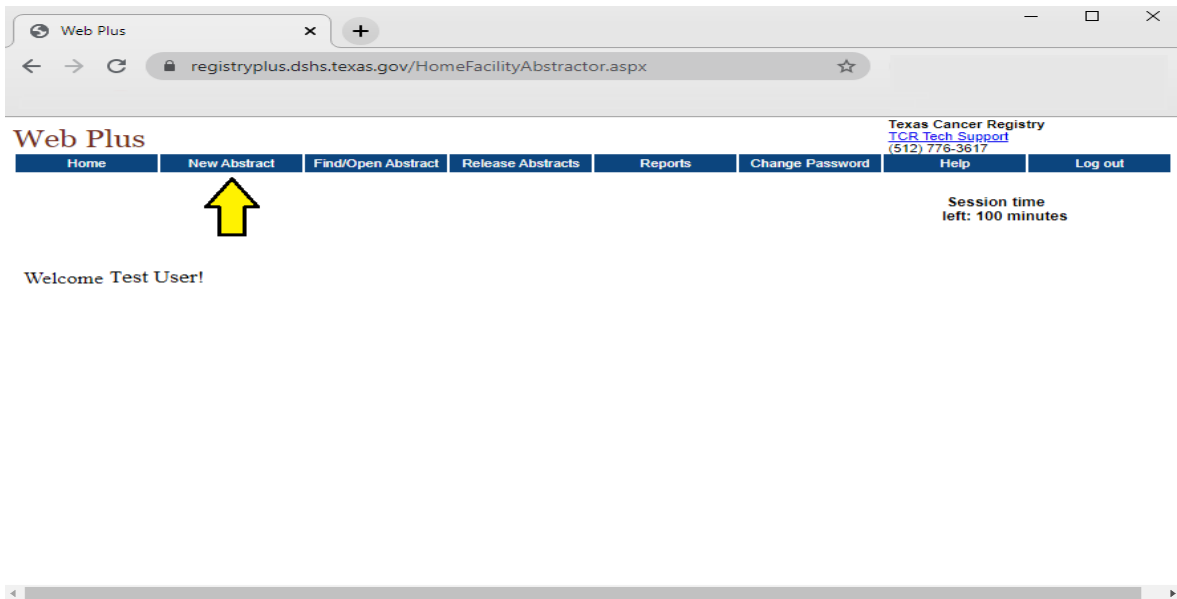 Web Plus
registryplus.dshs.texas.gov/HomeFacilityAbstractor.aspx
Web Plus
Texas Cancer Registry
TCR Tech Support
(512) 776-3617
Home New Abstract Find/Open Abstract Release Abstracts Reports Change Password Help Log out
Session time
left: 100 minutes
Welcome Test User!